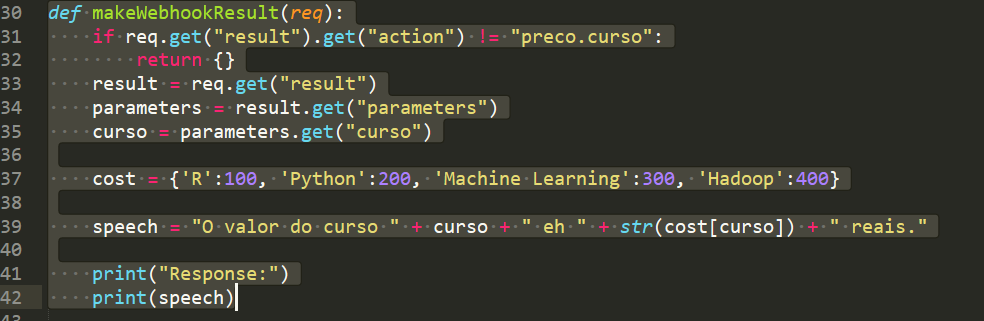 30 def makeWebhookResult(req):
31     if req.get("result").get("action") != "preco.curso":
32         return {}
33     result = req.get("result")
34     parameters = result.get("parameters")
35     curso = parameters.get("curso")
36
37     cost = {'R':100, 'Python':200, 'Machine Learning':300, 'Hadoop':400}
38
39     speech = "O valor do curso " + curso + " eh " + str(cost[curso]) + " reais."
40
41     print("Response:")
42     print(speech)
43